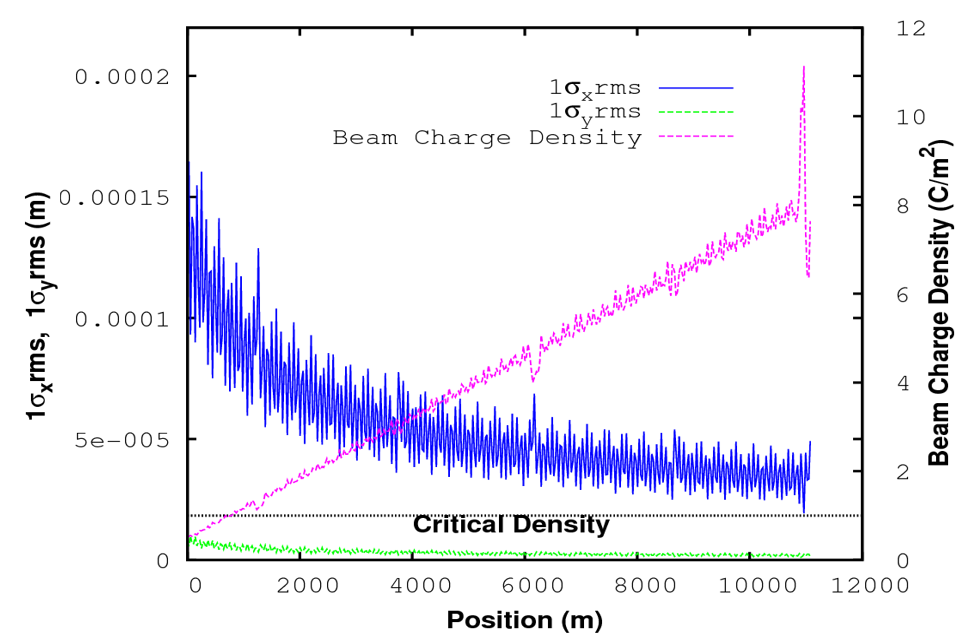 1σxrms
1σyrms
Beam Charge Density
Critical Density
1σxrms, 1σyrms (m)
0.0002
0.00015
0.0001
5e-005
0
Beam Charge Density (C/m²)
12
10
8
6
4
2
0
0 2000 4000 6000 8000 10000 12000
Position (m)